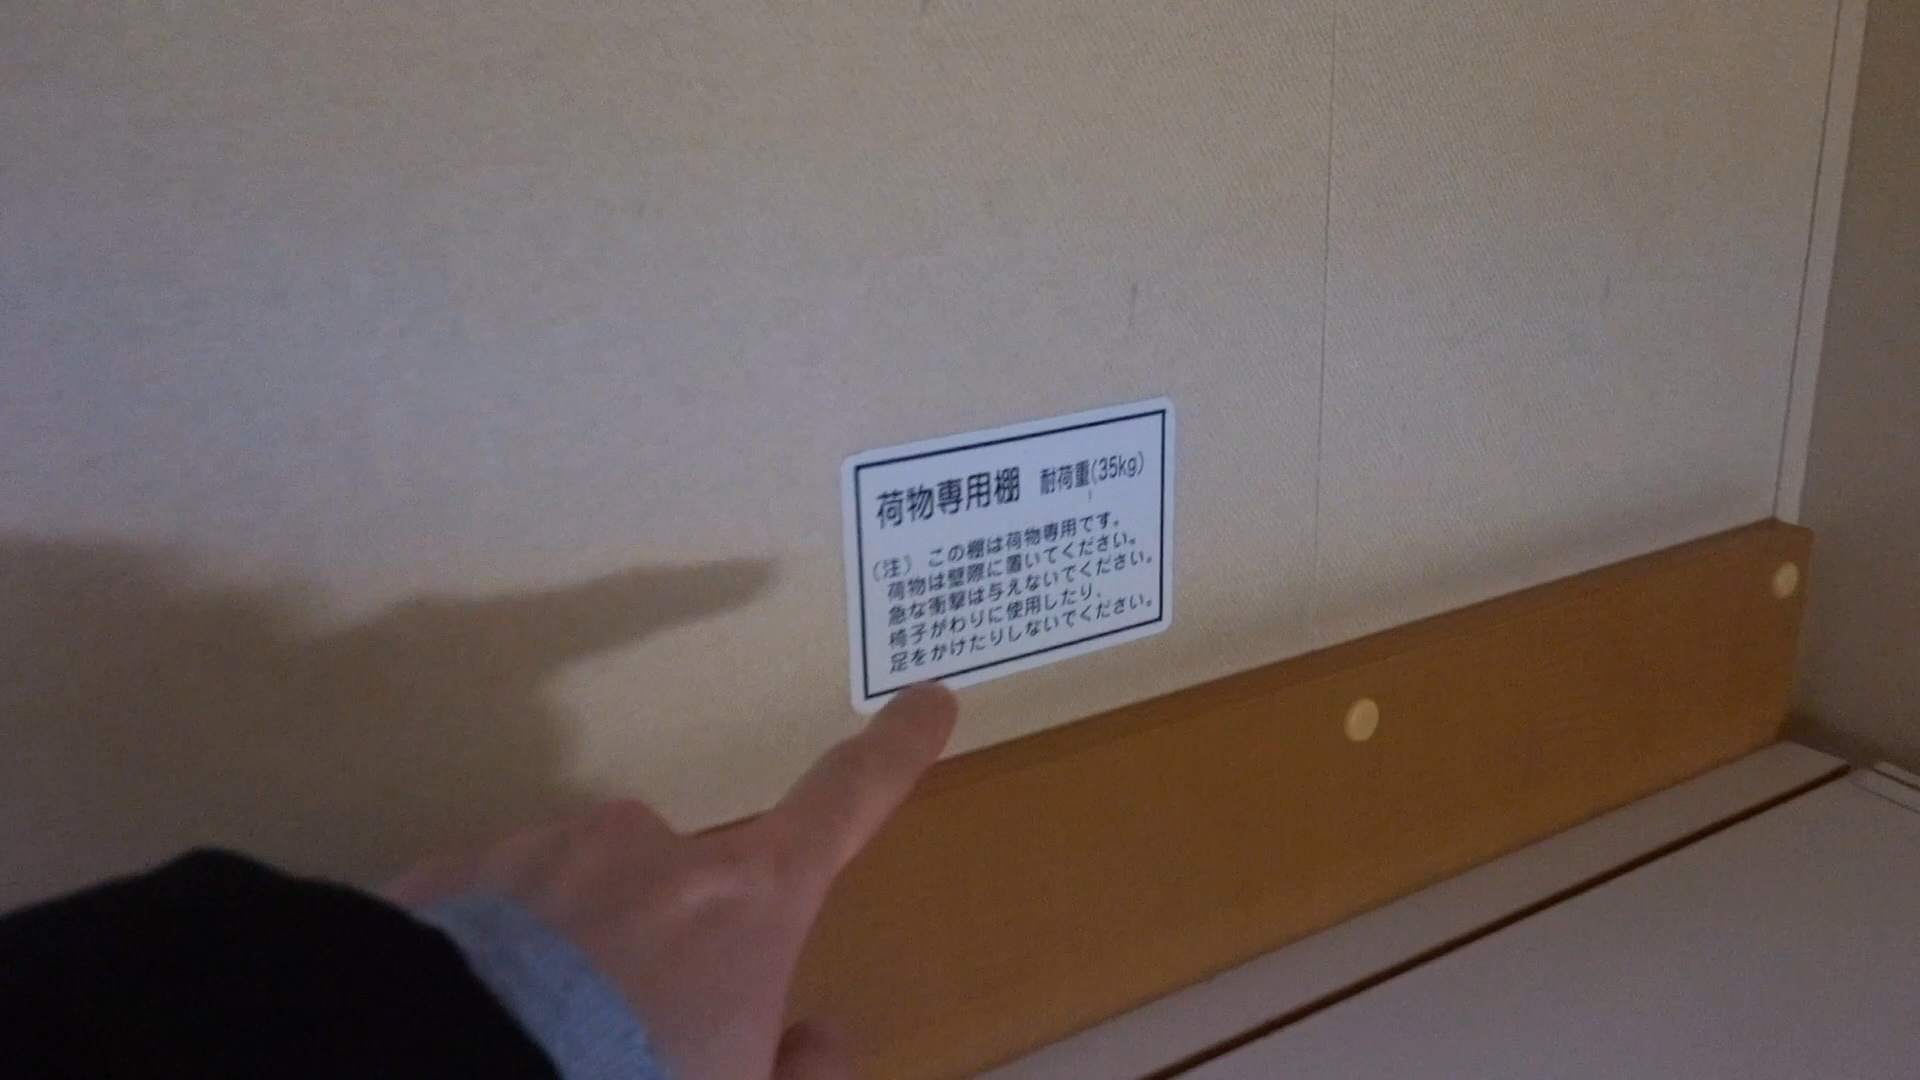 荷物専用棚 耐荷重(35kg)
(注) この棚は荷物専用です。
荷物は壁際に置いてください。
急な衝撃は与えないでください。
椅子がわりに使用したり、
足をかけたりしないでください。